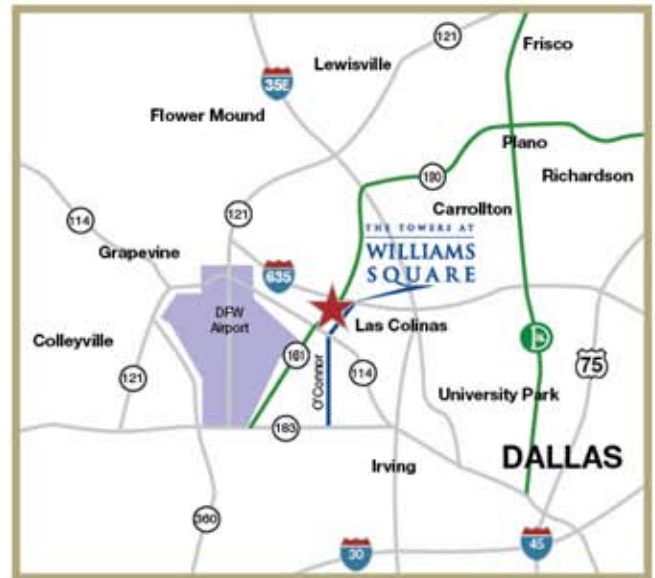 121
Frisco
Lewisville
35E
Flower Mound
Plano
190
Richardson
114
121
Carrollton
THE TOWERS AT
WILLIAMS
SQUARE
Grapevine
635
DFW
Airport
Las Colinas
Colleyville
161
O'Connor
114
75
121
University Park
183
Irving
DALLAS
360
30
45